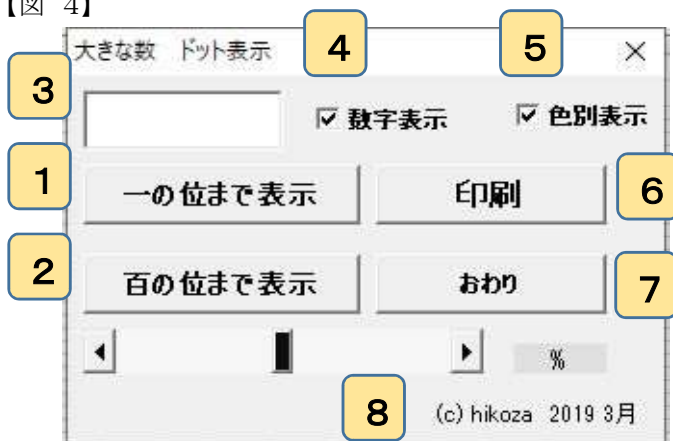 【図 4】
大きな数 ドット表示
4
5
3
数字表示
色別表示
1
一の位まで表示
印刷
6
2
百の位まで表示
おわり
7
%
8
(c) hikoza 2019 3月